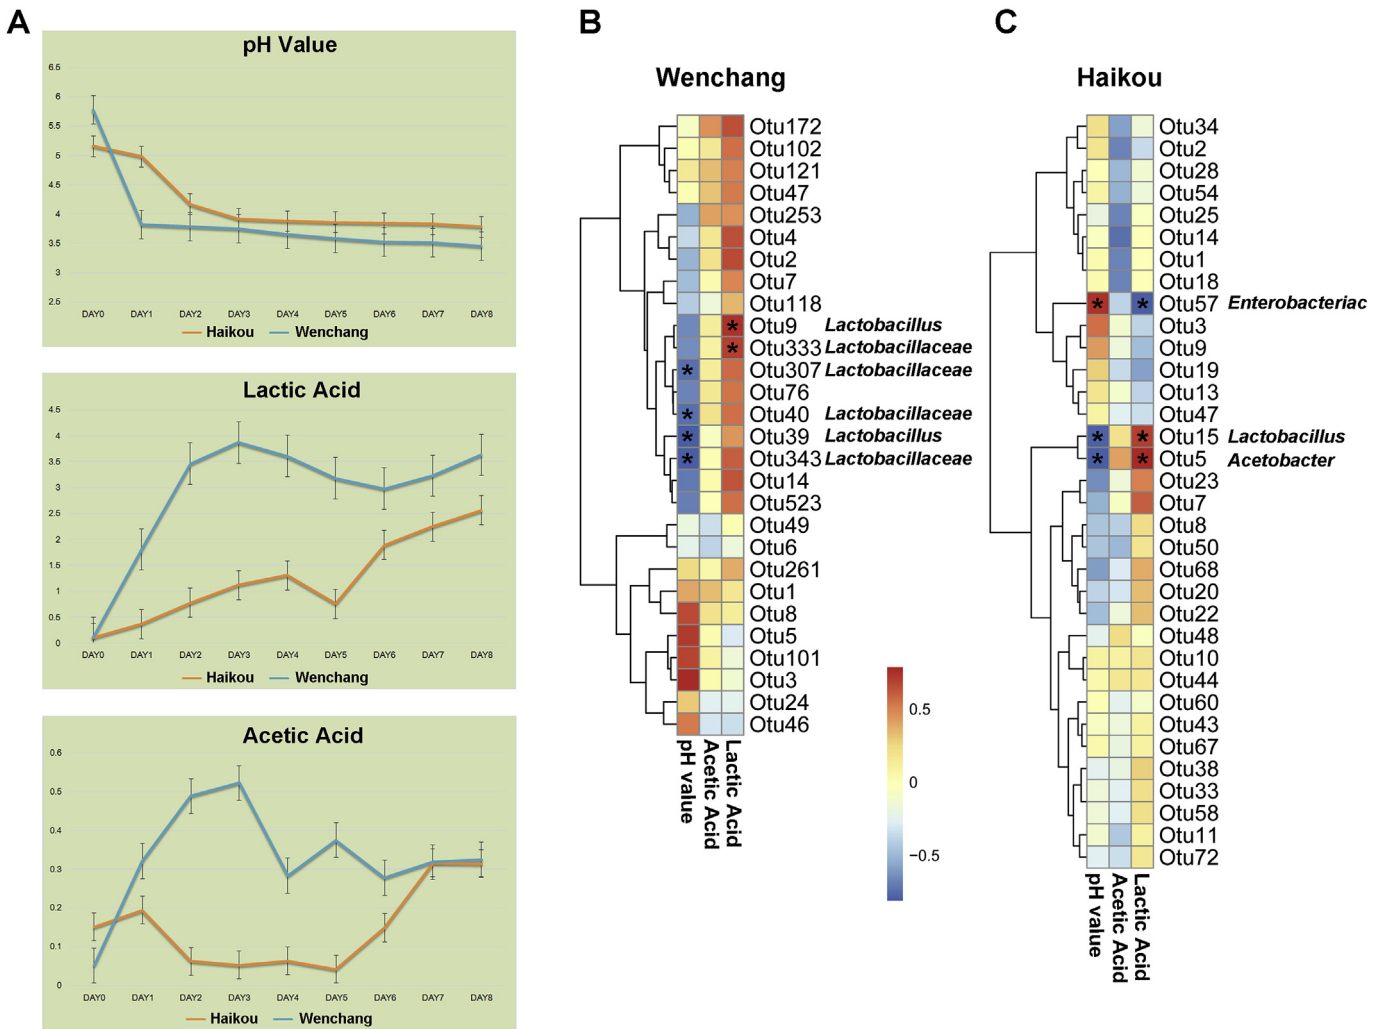 A
pH Value
6.5
6
5.5
5
4.5
4
3.5
3
2.5
DAY0 DAY1 DAY2 DAY3 DAY4 DAY5 DAY6 DAY7 DAY8
Haikou Wenchang
Lactic Acid
4.5
4
3.5
3
2.5
2
1.5
1
0.5
0
DAY0 DAY1 DAY2 DAY3 DAY4 DAY5 DAY6 DAY7 DAY8
Haikou Wenchang
Acetic Acid
0.6
0.5
0.4
0.3
0.2
0.1
0
DAY0 DAY1 DAY2 DAY3 DAY4 DAY5 DAY6 DAY7 DAY8
Haikou Wenchang
B
Wenchang
Otu172
Otu102
Otu121
Otu47
Otu253
Otu4
Otu2
Otu7
Otu118
* Otu9 Lactobacillus
* Otu333 Lactobacillaceae
* Otu307 Lactobacillaceae
Otu76
* Otu40 Lactobacillaceae
* Otu39 Lactobacillus
* Otu343 Lactobacillaceae
Otu14
Otu523
Otu49
Otu6
Otu261
Otu1
Otu8
Otu5
Otu101
Otu3
Otu24
Otu46
pH value
Acetic Acid
Lactic Acid
0.5
0
−0.5
C
Haikou
Otu34
Otu2
Otu28
Otu54
Otu25
Otu14
Otu1
Otu18
* * Otu57 Enterobacteriac
Otu3
Otu9
Otu19
Otu13
Otu47
* * Otu15 Lactobacillus
* * Otu5 Acetobacter
Otu23
Otu7
Otu8
Otu50
Otu68
Otu20
Otu22
Otu48
Otu10
Otu44
Otu60
Otu43
Otu67
Otu38
Otu33
Otu58
Otu11
Otu72
pH value
Acetic Acid
Lactic Acid